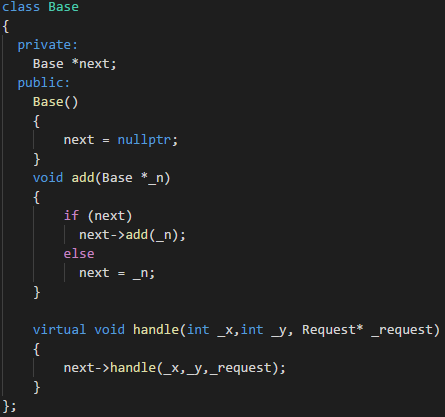 class Base
{
  private:
    Base *next;
  public:
    Base()
    {
        next = nullptr;
    }
    void add(Base *_n)
    {
        if (next)
          next->add(_n);
        else
          next = _n;
    }

    virtual void handle(int _x,int _y, Request* _request)
    {
        next->handle(_x,_y,_request);
    }
};